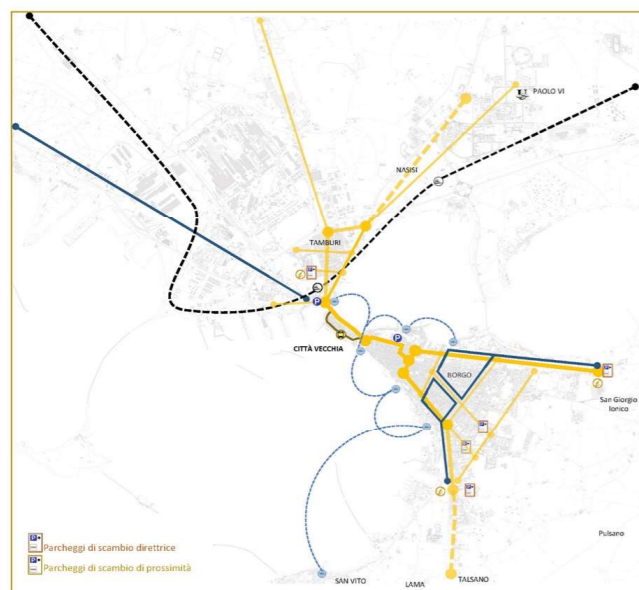 PAOLO VI
NASISI
TAMBURI
P
P
CITTÀ VECCHIA
BORGO
San Giorgio
Ionico
Pulsano
Parcheggi di scambio direttrice
Parcheggi di scambio di prossimità
SAN VITO
LAMA
TALSANO